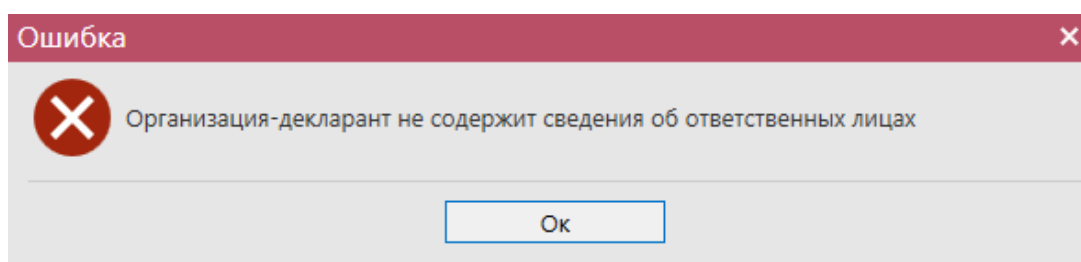 Ошибка
Организация-декларант не содержит сведения об ответственных лицах
Ок